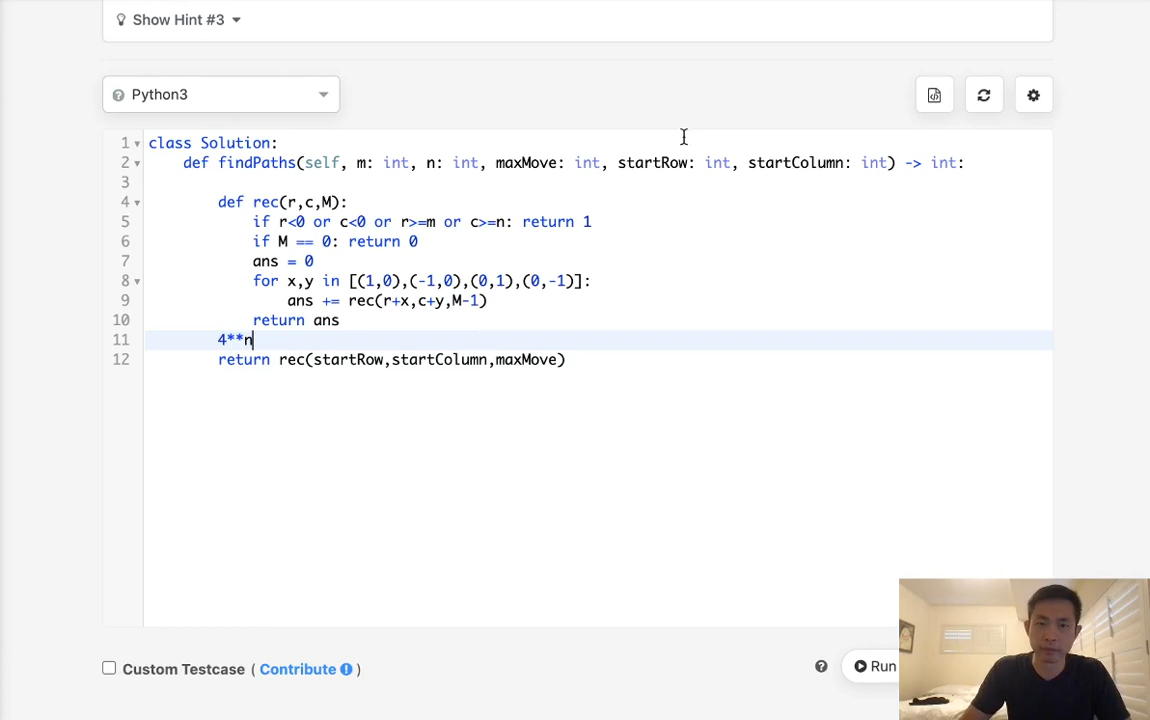 Show Hint #3
Python3
1 class Solution:
2 def findPaths(self, m: int, n: int, maxMove: int, startRow: int, startColumn: int) -> int:
3
4 def rec(r,c,M):
5 if r<0 or c<0 or r>=m or c>=n: return 1
6 if M == 0: return 0
7 ans = 0
8 for x,y in [(1,0),(-1,0),(0,1),(0,-1)]:
9 ans += rec(r+x,c+y,M-1)
10 return ans
11 4**n
12 return rec(startRow,startColumn,maxMove)
Custom Testcase ( Contribute ) Run